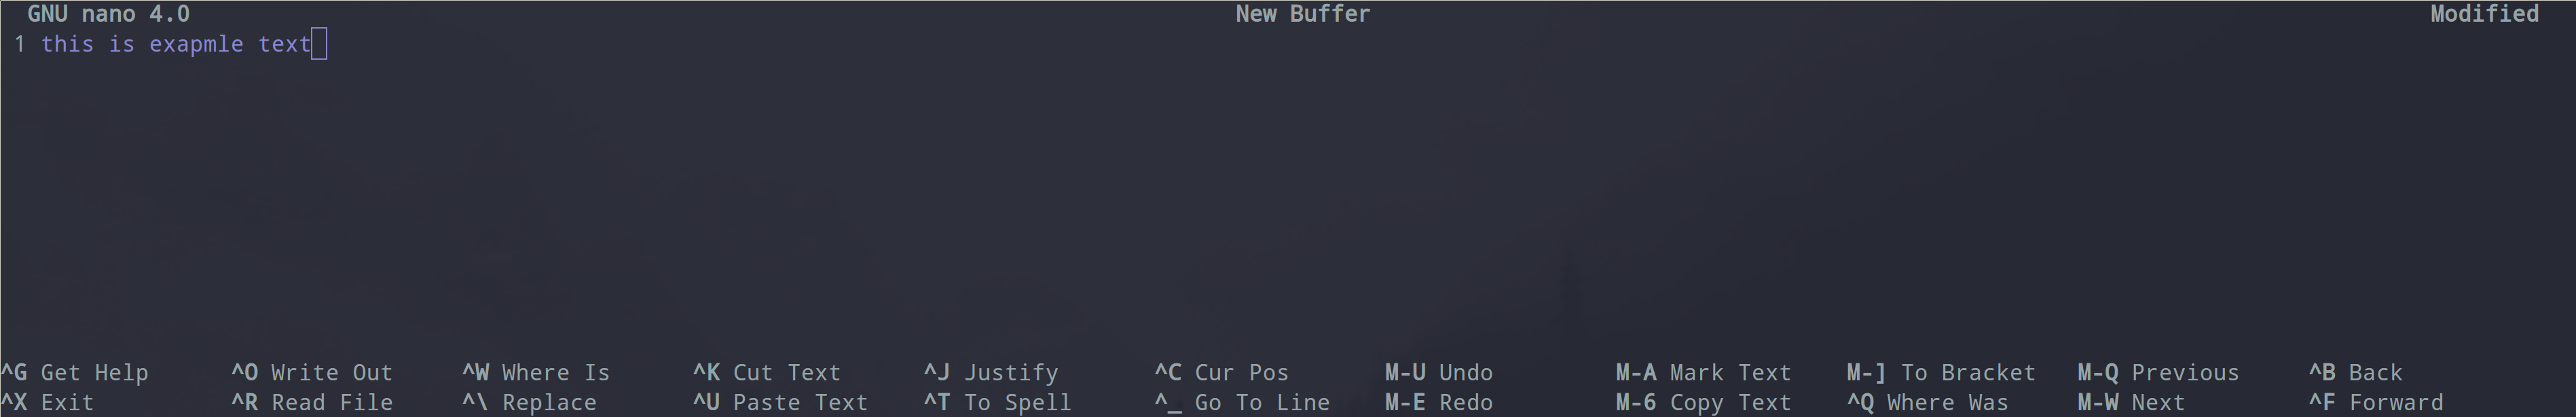 GNU nano 4.0 New Buffer Modified
1 this is exapmle text
^G Get Help ^O Write Out ^W Where Is ^K Cut Text ^J Justify ^C Cur Pos M-U Undo M-A Mark Text M-] To Bracket M-Q Previous ^B Back
^X Exit ^R Read File ^\ Replace ^U Paste Text ^T To Spell ^_ Go To Line M-E Redo M-6 Copy Text ^Q Where Was M-W Next ^F Forward